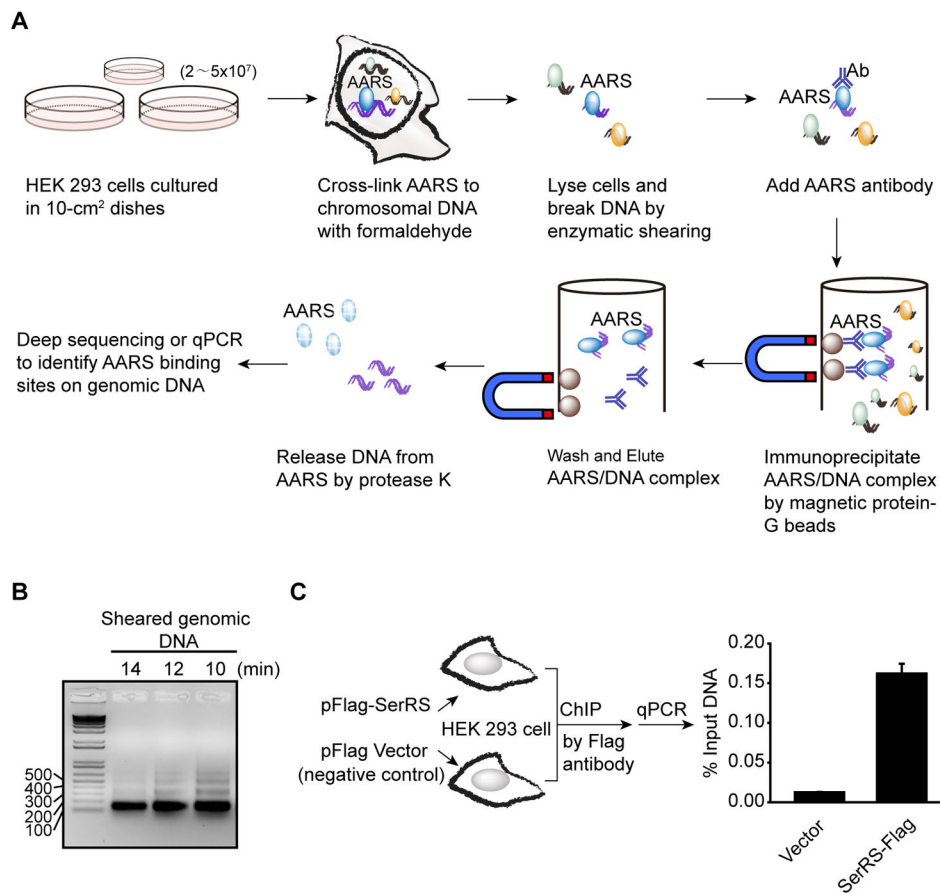 A
(2～5x10⁷)
AARS
AARS
Ab
AARS
HEK 293 cells cultured
in 10-cm² dishes
Cross-link AARS to
chromosomal DNA
with formaldehyde
Lyse cells and
break DNA by
enzymatic shearing
Add AARS antibody
Deep sequencing or qPCR
to identify AARS binding
sites on genomic DNA
AARS
AARS
AARS
Release DNA from
AARS by protease K
Wash and Elute
AARS/DNA complex
Immunoprecipitate
AARS/DNA complex
by magnetic protein-
G beads
B
Sheared genomic
DNA
14 12 10 (min)
500
400
300
200
100
C
pFlag-SerRS
HEK 293 cell
pFlag Vector
(negative control)
ChIP
by Flag
antibody
qPCR
% Input DNA
0.20
0.15
0.10
0.05
0.00
Vector
SerRS-Flag